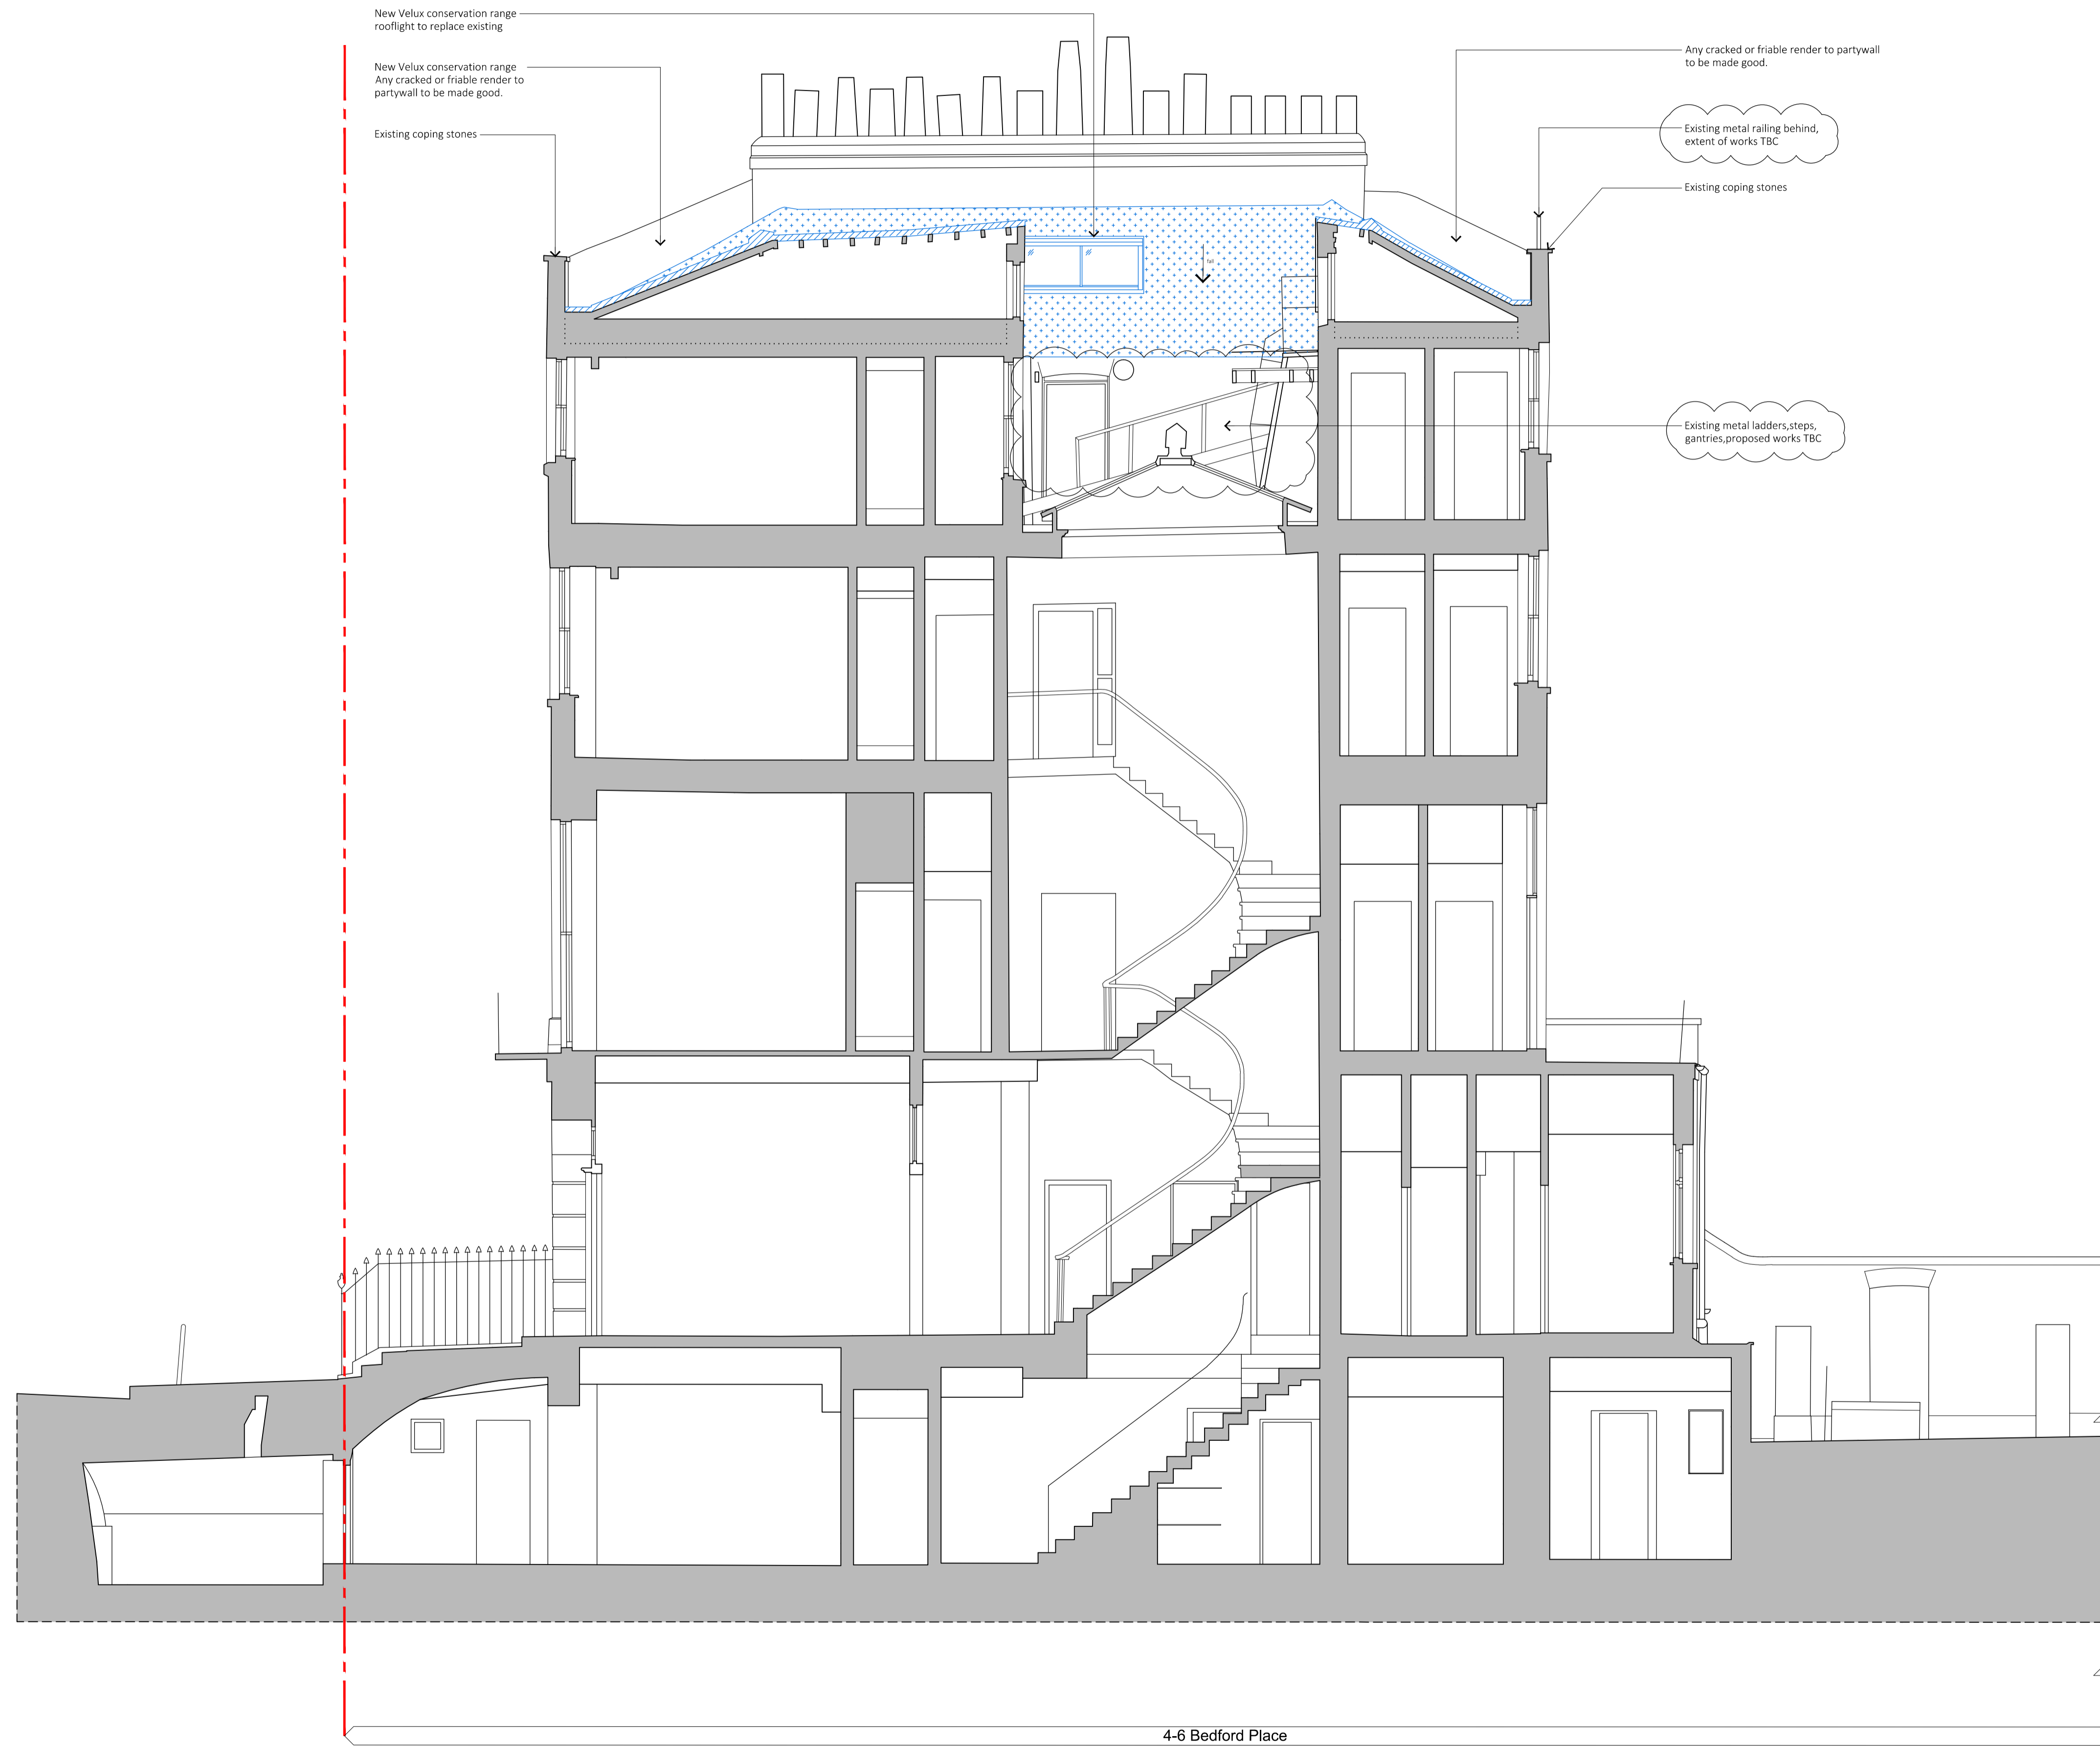 New Velux conservation range
rooflight to replace existing
New Velux conservation range
Any cracked or friable render to
partywall to be made good.
Existing coping stones
Any cracked or friable render to partywall
to be made good.
Existing metal railing behind,
extent of works TBC
Existing coping stones
fall
Existing metal ladders,steps,
gantries,proposed works TBC
4-6 Bedford Place